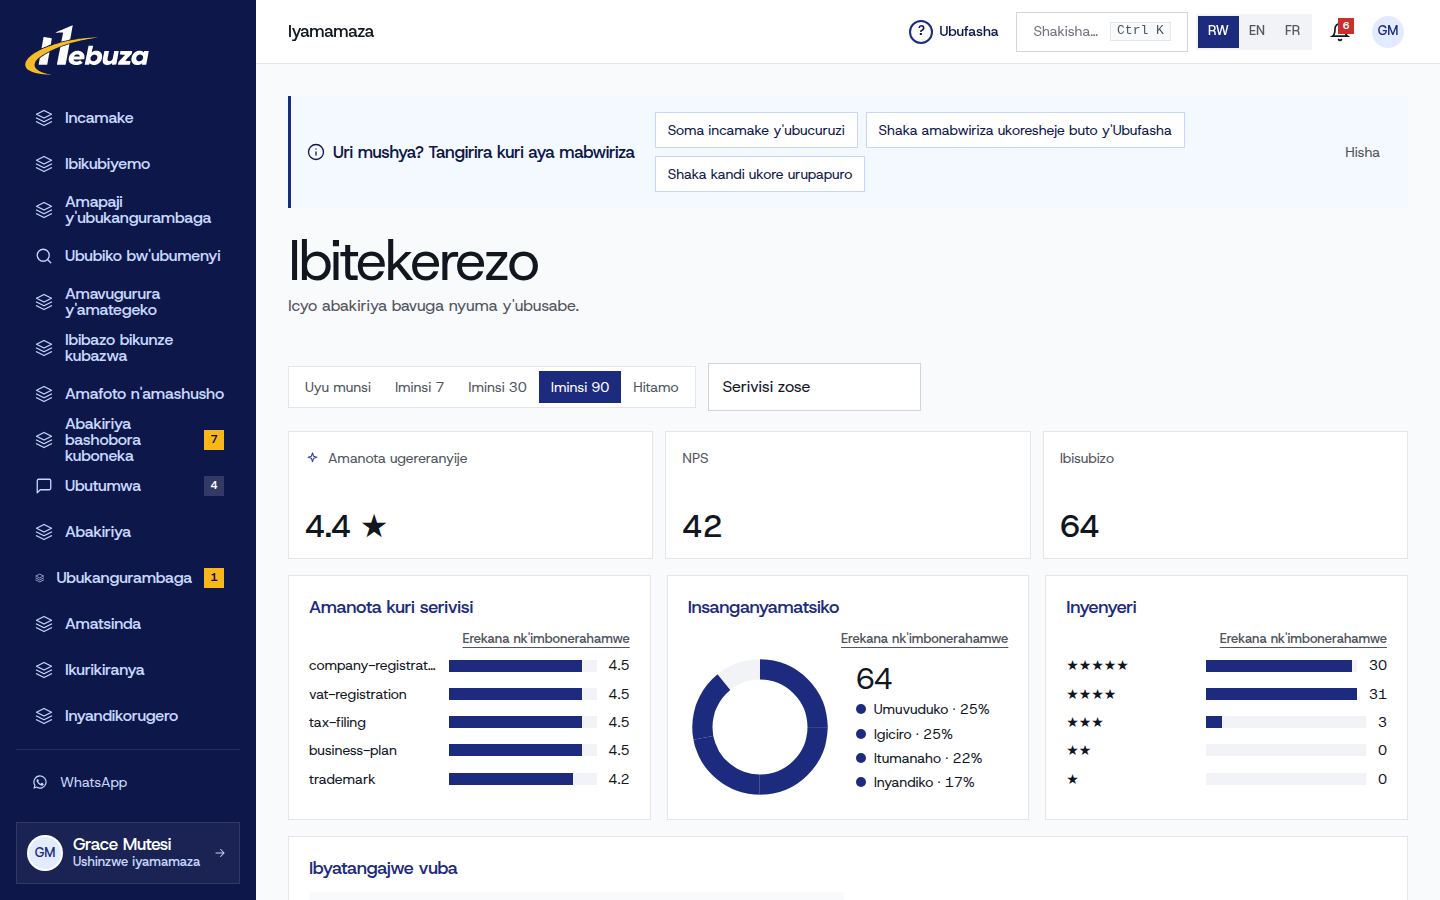 Hebuza
Incamake
Ibikubiyemo
Amapaji
y'ubukangurambaga
Ububiko bw'ubumenyi
Amavugurura
y'amategeko
Ibibazo bikunze
kubazwa
Amafoto n'amashusho
Abakiriya
bashobora
kuboneka
7
Ubutumwa
4
Abakiriya
Ubukangurambaga
1
Amatsinda
Ikurikiranya
Inyandikorugero
WhatsApp
GM
Grace Mutesi
Ushinzwe iyamamaza
Iyamamaza
? Ubufasha
Shakisha… Ctrl K
RW EN FR
6
GM
Uri mushya? Tangirira kuri aya mabwiriza
Soma incamake y'ubucuruzi
Shaka amabwiriza ukoresheje buto y'Ubufasha
Shaka kandi ukore urupapuro
Hisha
Ibitekerezo
Icyo abakiriya bavuga nyuma y'ubusabe.
Uyu munsi Iminsi 7 Iminsi 30 Iminsi 90 Hitamo
Serivisi zose
Amanota ugereranyije
4.4 ★
NPS
42
Ibisubizo
64
Amanota kuri serivisi
Erekana nk'imbonerahamwe
company-registrat… 4.5
vat-registration 4.5
tax-filing 4.5
business-plan 4.5
trademark 4.2
Insanganyamatsiko
Erekana nk'imbonerahamwe
64
Umuvuduko · 25%
Igiciro · 25%
Itumanaho · 22%
Inyandiko · 17%
Inyenyeri
Erekana nk'imbonerahamwe
★★★★★ 30
★★★★ 31
★★★ 3
★★ 0
★ 0
Ibyatangajwe vuba